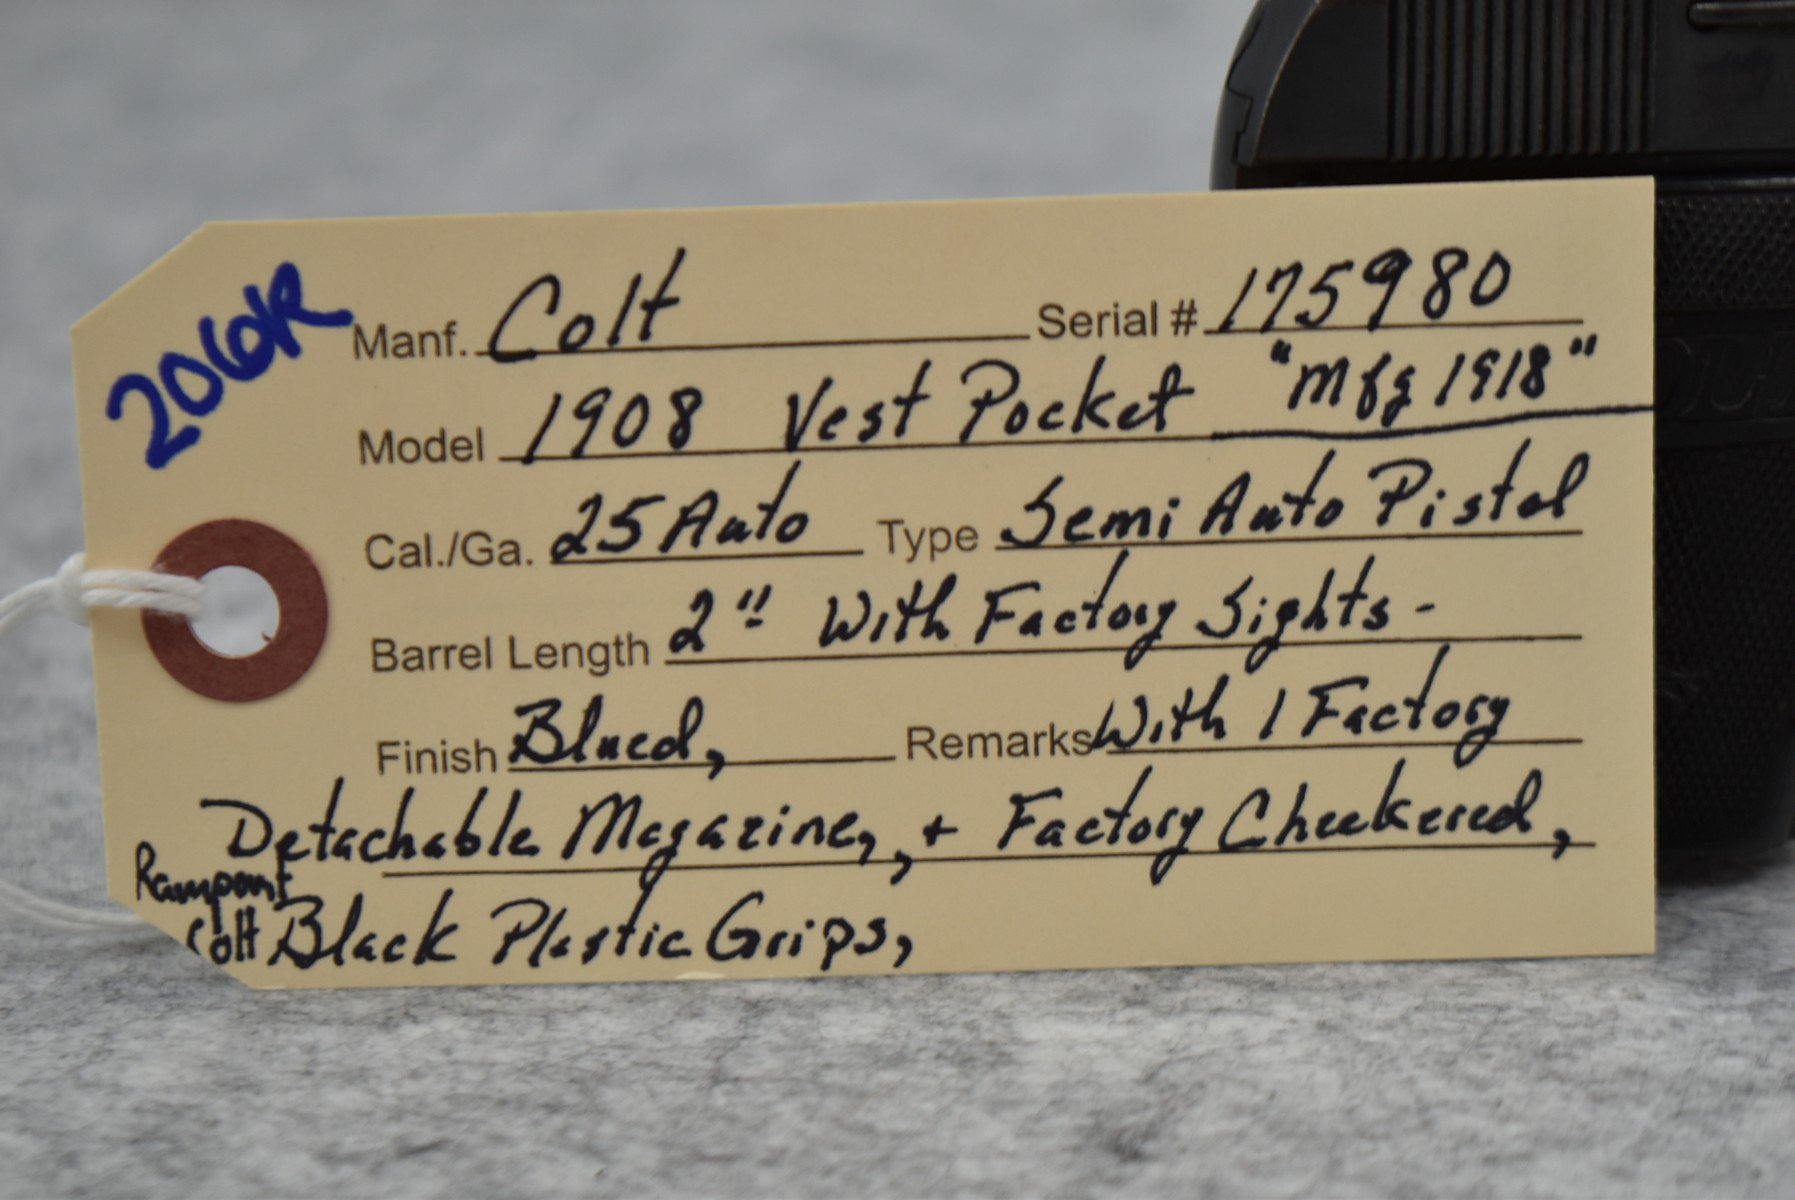 206R
Manf. Colt Serial # 175980
Model 1908 Vest Pocket "Mfg 1918"
Cal./Ga. 25 Auto Type Semi Auto Pistol
Barrel Length 2" With Factory Sights -
Finish Blued, Remarks With 1 Factory
Detachable Magazine, , + Factory Checkered,
Rampant
Colt Black Plastic Grips,